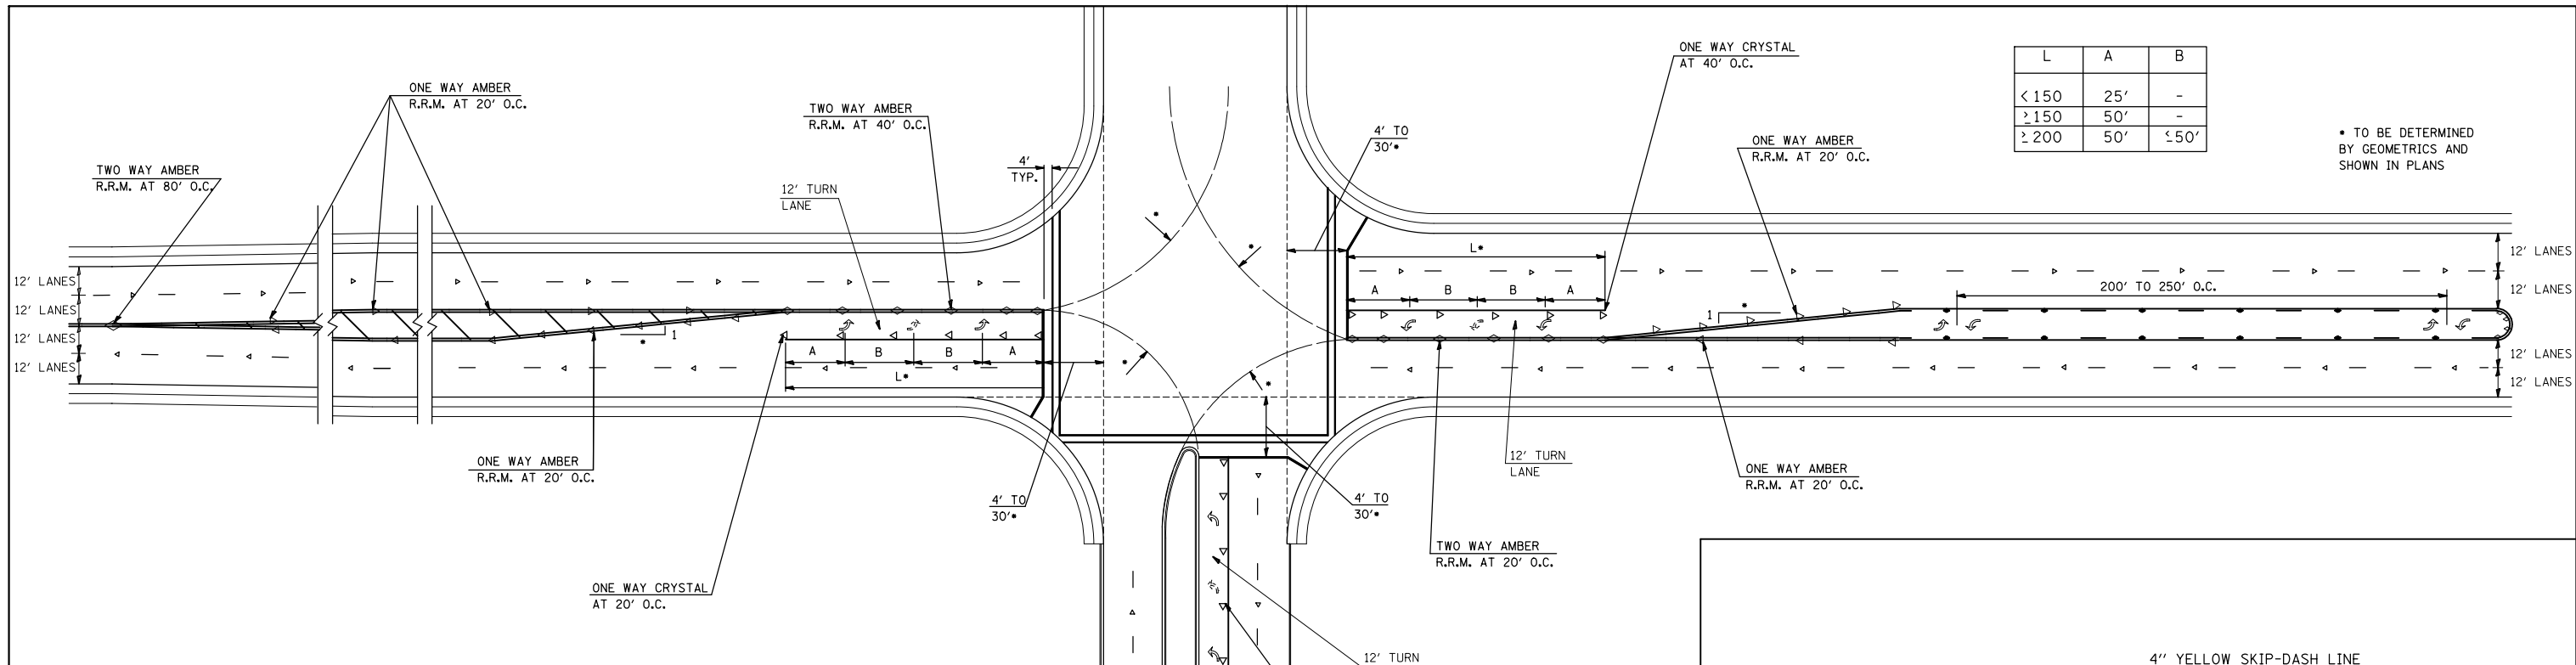 ONE WAY AMBER
R.R.M. AT 20' O.C.
TWO WAY AMBER
R.R.M. AT 80' O.C.
TWO WAY AMBER
R.R.M. AT 40' O.C.
4'
TYP.
12' TURN
LANE
4' TO
30'*
ONE WAY CRYSTAL
AT 40' O.C.
ONE WAY AMBER
R.R.M. AT 20' O.C.
L A B
<150 25' -
≥150 50' -
≥200 50' ≤50'
* TO BE DETERMINED
BY GEOMETRICS AND
SHOWN IN PLANS
12' LANES
12' LANES
12' LANES
12' LANES
1
*
A B B A
L*
*
*
*
*
L*
A B B A
1
*
200' TO 250' O.C.
12' LANES
12' LANES
12' LANES
12' LANES
ONE WAY AMBER
R.R.M. AT 20' O.C.
4' TO
30'*
4' TO
30'*
12' TURN
LANE
ONE WAY AMBER
R.R.M. AT 20' O.C.
TWO WAY AMBER
R.R.M. AT 20' O.C.
ONE WAY CRYSTAL
AT 20' O.C.
12' TURN
4" YELLOW SKIP-DASH LINE